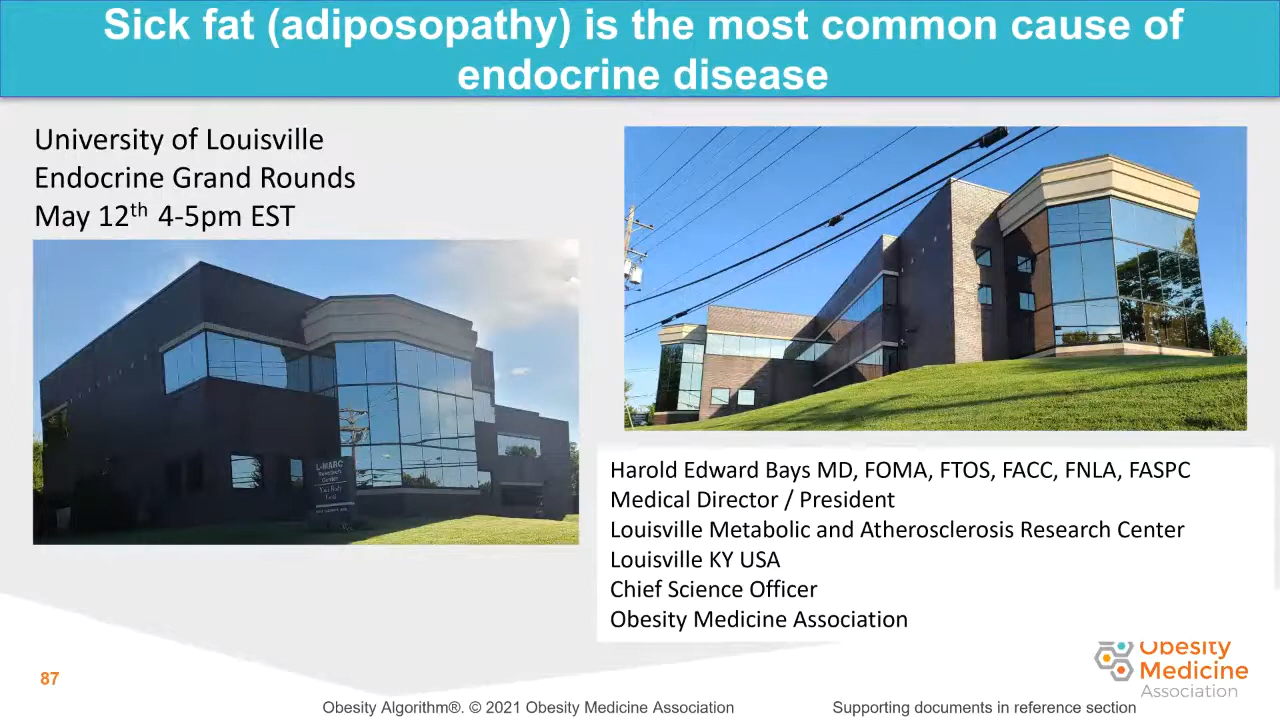 Sick fat (adiposopathy) is the most common cause of
endocrine disease
University of Louisville
Endocrine Grand Rounds
May 12th 4-5pm EST
L-MARC
Research
Center
Harold Edward Bays MD, FOMA, FTOS, FACC, FNLA, FASPC
Medical Director / President
Louisville Metabolic and Atherosclerosis Research Center
Louisville KY USA
Chief Science Officer
Obesity Medicine Association
87
Obesity
Medicine
Association
Obesity Algorithm®. © 2021 Obesity Medicine Association
Supporting documents in reference section